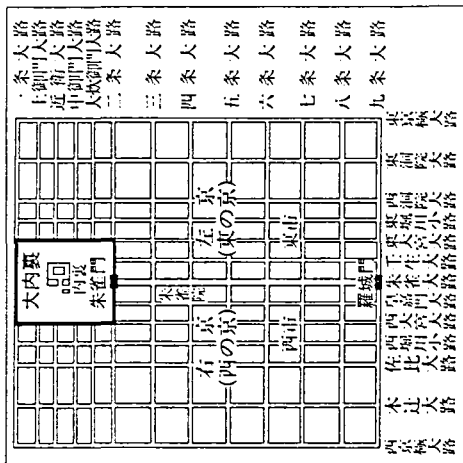 一条大路
土御門大路
近衛大路
中御門大路
大炊御門大路
二条大路
三条大路
四条大路
五条大路
六条大路
七条大路
八条大路
九条大路
東京極大路
東洞院大路
西洞院大路
東堀川小路
東大宮大路
壬生大路
朱雀大路
皇嘉門大路
西大宮大路
西堀川小路
佐比大路
木辻大路
西京極大路
大内裏
内裏
朱雀門
朱雀院
左京
(東の京)
東市
右京
(西の京)
西市
羅城門